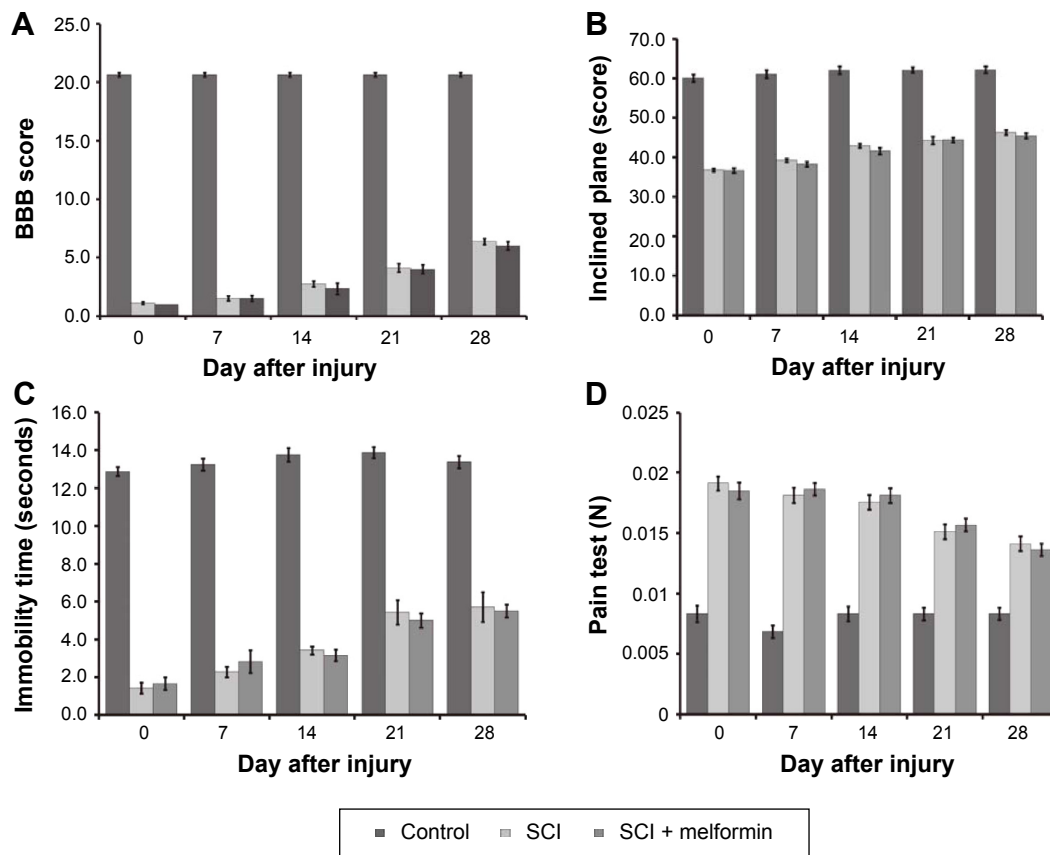 A
25.0
20.0
15.0
10.0
5.0
0.0
BBB score
0 7 14 21 28
Day after injury
B
70.0
60.0
50.0
40.0
30.0
20.0
10.0
0.0
Inclined plane (score)
0 7 14 21 28
Day after injury
C
16.0
14.0
12.0
10.0
8.0
6.0
4.0
2.0
0.0
Immobility time (seconds)
0 7 14 21 28
Day after injury
D
0.025
0.02
0.015
0.01
0.005
0
Pain test (N)
0 7 14 21 28
Day after injury
Control SCI SCI + melformin